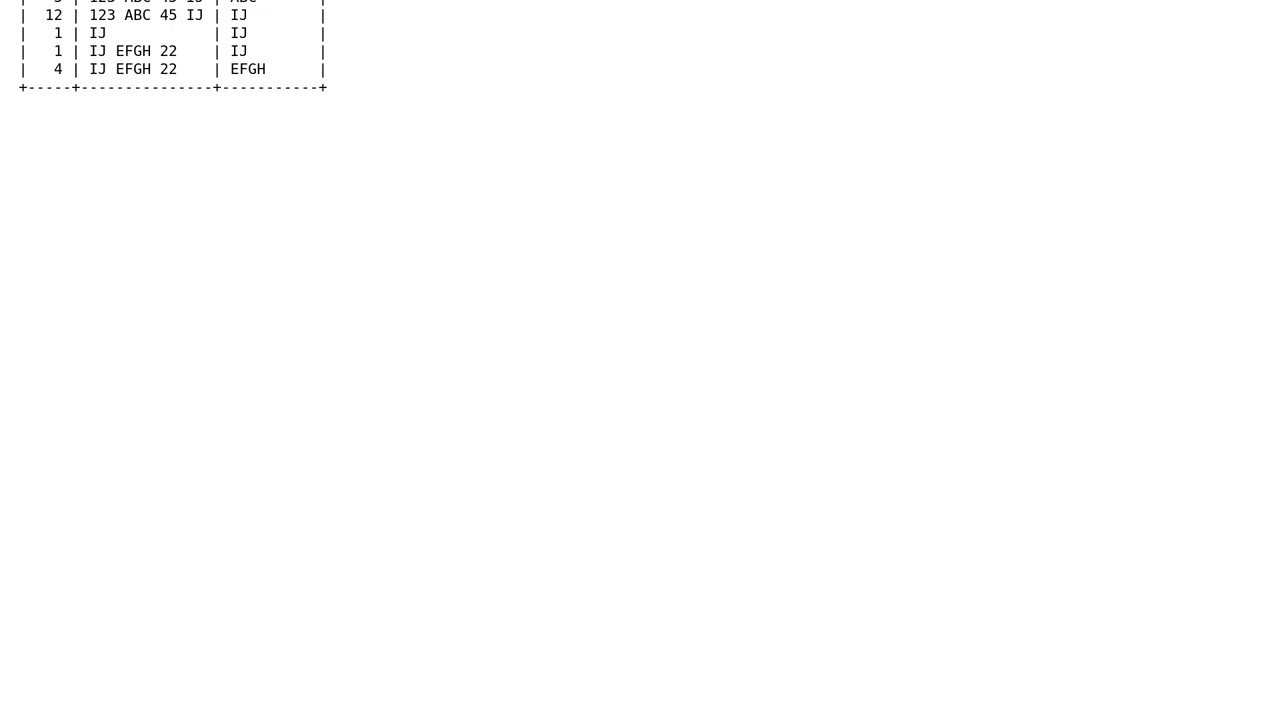 |  12 | 123 ABC 45 IJ | IJ        |
|   1 | IJ            | IJ        |
|   1 | IJ EFGH 22    | IJ        |
|   4 | IJ EFGH 22    | EFGH      |
+-----+---------------+-----------+